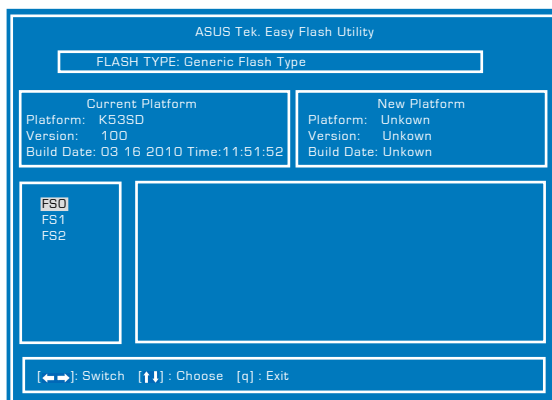 ASUS Tek. Easy Flash Utility
FLASH TYPE: Generic Flash Type
Current Platform
Platform: K53SD
Version: 100
Build Date: 03 16 2010 Time:11:51:52
New Platform
Platform: Unkown
Version: Unkown
Build Date: Unkown
FS0
FS1
FS2
[←→]: Switch [↑↓] : Choose [q] : Exit